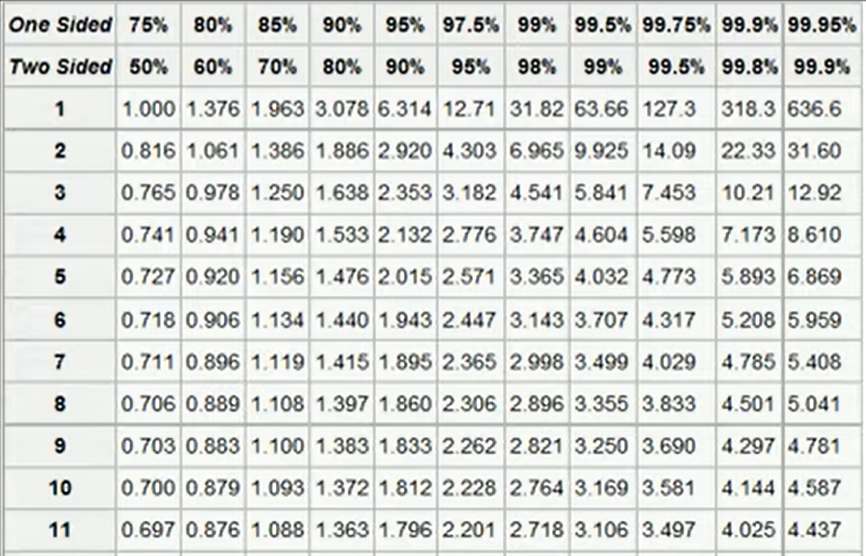 One Sided 75% 80% 85% 90% 95% 97.5% 99% 99.5% 99.75% 99.9% 99.95%
Two Sided 50% 60% 70% 80% 90% 95% 98% 99% 99.5% 99.8% 99.9%
1 1.000 1.376 1.963 3.078 6.314 12.71 31.82 63.66 127.3 318.3 636.6
2 0.816 1.061 1.386 1.886 2.920 4.303 6.965 9.925 14.09 22.33 31.60
3 0.765 0.978 1.250 1.638 2.353 3.182 4.541 5.841 7.453 10.21 12.92
4 0.741 0.941 1.190 1.533 2.132 2.776 3.747 4.604 5.598 7.173 8.610
5 0.727 0.920 1.156 1.476 2.015 2.571 3.365 4.032 4.773 5.893 6.869
6 0.718 0.906 1.134 1.440 1.943 2.447 3.143 3.707 4.317 5.208 5.959
7 0.711 0.896 1.119 1.415 1.895 2.365 2.998 3.499 4.029 4.785 5.408
8 0.706 0.889 1.108 1.397 1.860 2.306 2.896 3.355 3.833 4.501 5.041
9 0.703 0.883 1.100 1.383 1.833 2.262 2.821 3.250 3.690 4.297 4.781
10 0.700 0.879 1.093 1.372 1.812 2.228 2.764 3.169 3.581 4.144 4.587
11 0.697 0.876 1.088 1.363 1.796 2.201 2.718 3.106 3.497 4.025 4.437